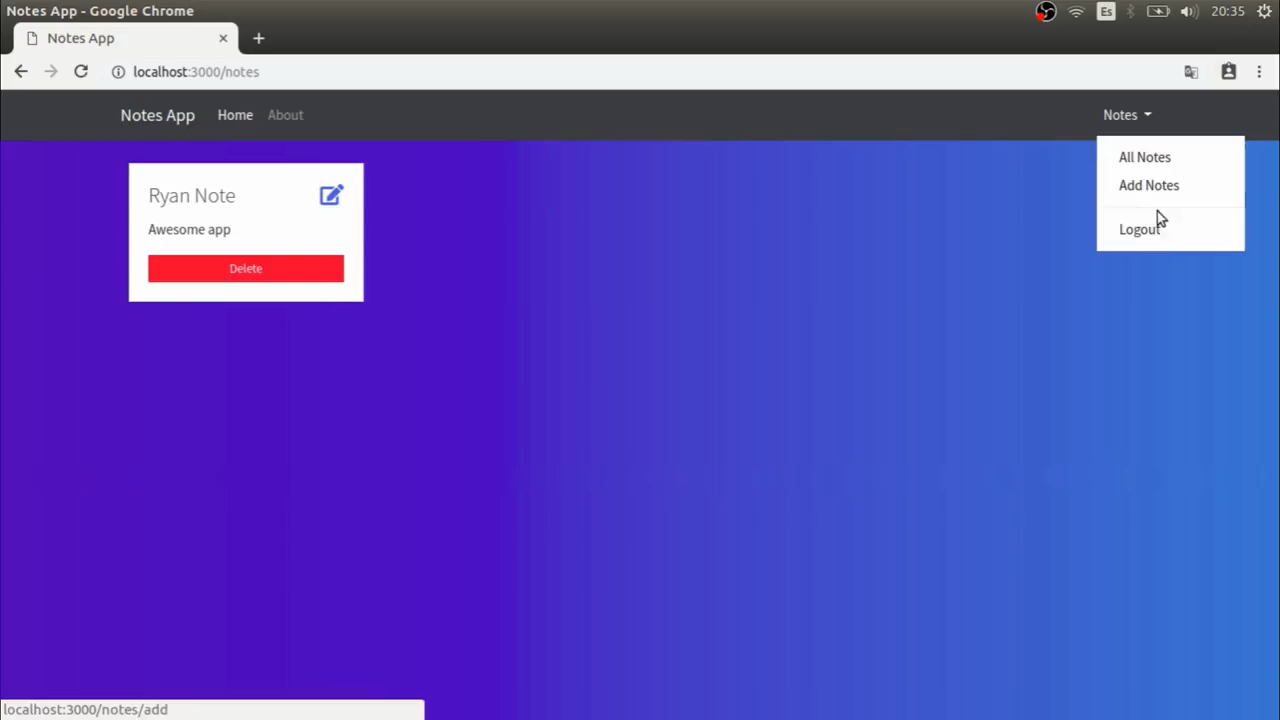 Notes App - Google Chrome
Es
20:35
Notes App
localhost:3000/notes
Notes App Home About
Notes
All Notes
Add Notes
Logout
Ryan Note
Awesome app
Delete
localhost:3000/notes/add